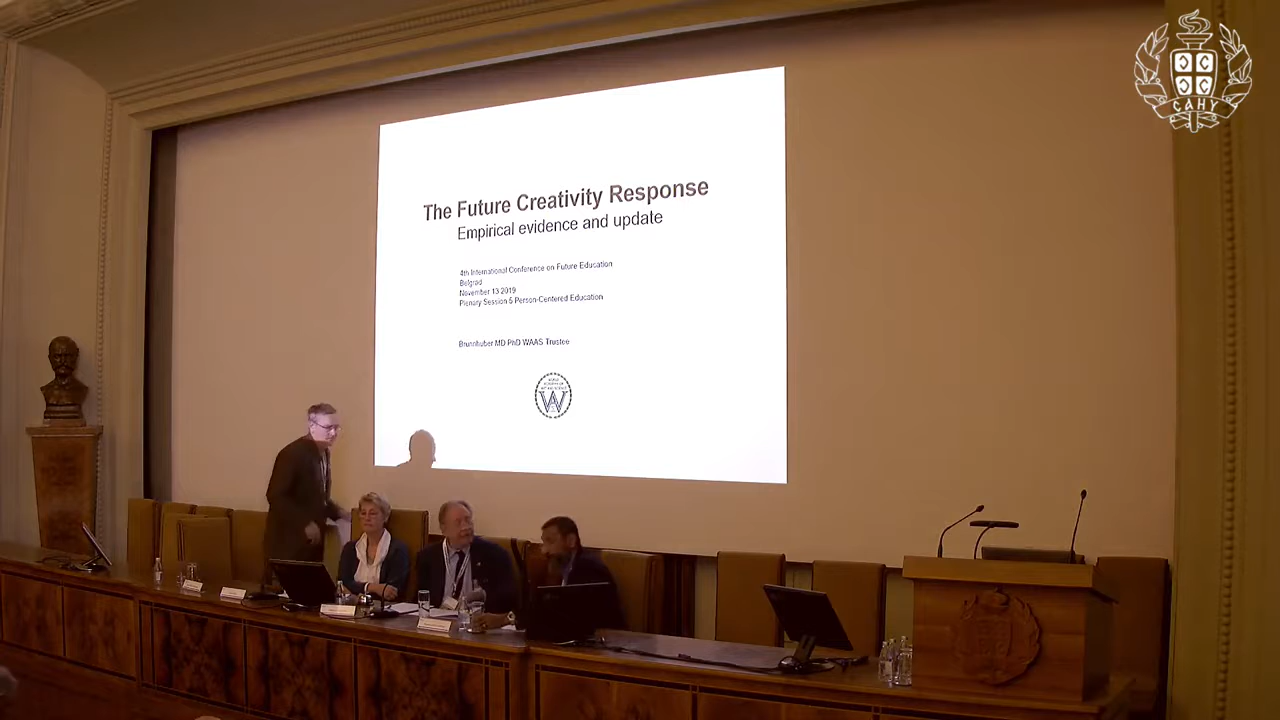 The Future Creativity Response
Empirical evidence and update
4th International Conference on Future Education
Belgrad
November 13 2019
Plenary Session 5 Person-Centered Education
Brunnhuber MD PhD WAAS Trustee
САНУ